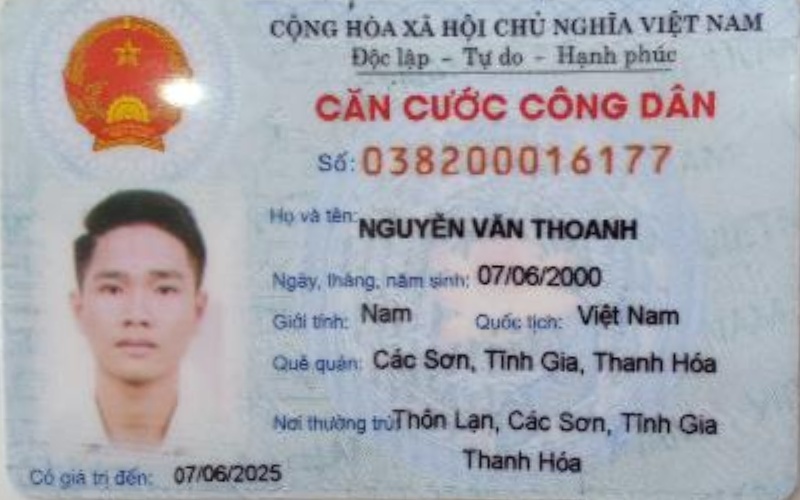 CỘNG HÒA XÃ HỘI CHỦ NGHĨA VIỆT NAM
Độc lập - Tự do - Hạnh phúc
CĂN CƯỚC CÔNG DÂN
Số: 038200016177
Họ và tên: NGUYỄN VĂN THOANH
Ngày, tháng, năm sinh: 07/06/2000
Giới tính: Nam Quốc tịch: Việt Nam
Quê quán: Các Sơn, Tĩnh Gia, Thanh Hóa
Nơi thường trú: Thôn Lạn, Các Sơn, Tĩnh Gia
Thanh Hóa
Có giá trị đến: 07/06/2025